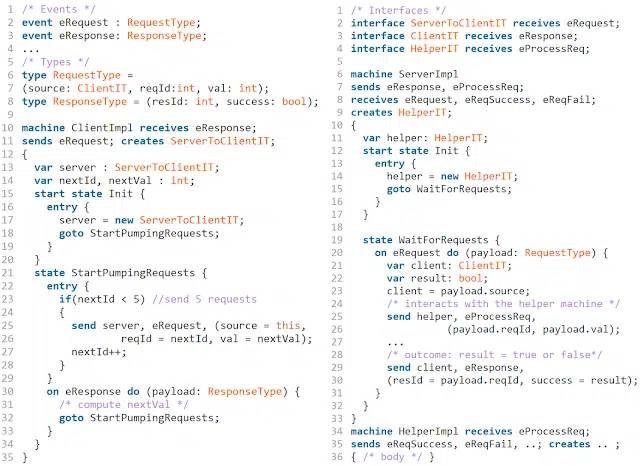 1 /* Events */
2 event eRequest : RequestType;
3 event eResponse: ResponseType;
4 ...
5 /* Types */
6 type RequestType =
7 (source: ClientIT, reqId:int, val: int);
8 type ResponseType = (resId: int, success: bool);
9
10 machine ClientImpl receives eResponse;
11 sends eRequest; creates ServerToClientIT;
12 {
13 var server : ServerToClientIT;
14 var nextId, nextVal : int;
15 start state Init {
16 entry {
17 server = new ServerToClientIT;
18 goto StartPumpingRequests;
19 }
20 }
21 state StartPumpingRequests {
22 entry {
23 if(nextId < 5) //send 5 requests
24 {
25 send server, eRequest, (source = this,
26 reqId = nextId, val = nextVal);
27 nextId++;
28 }
29 }
30 on eResponse do (payload: ResponseType) {
31 /* compute nextVal */
32 goto StartPumpingRequests;
33 }
34 }
35 }
1 /* Interfaces */
2 interface ServerToClientIT receives eRequest;
3 interface ClientIT receives eResponse;
4 interface HelperIT receives eProcessReq;
5
6 machine ServerImpl
7 sends eResponse, eProcessReq;
8 receives eRequest, eReqSuccess, eReqFail;
9 creates HelperIT;
10 {
11 var helper: HelperIT;
12 start state Init {
13 entry {
14 helper = new HelperIT;
15 goto WaitForRequests;
16 }
17 }
18
19 state WaitForRequests {
20 on eRequest do (payload: RequestType) {
21 var client: ClientIT;
22 var result: bool;
23 client = payload.source;
24 /* interacts with the helper machine */
25 send helper, eProcessReq,
26 (payload.reqId, payload.val);
27 ...
28 /* outcome: result = true or false*/
29 send client, eResponse,
30 (resId = payload.reqId, success = result);
31 }
32 }
33 }
34 machine HelperImpl receives eProcessReq;
35 sends eReqSuccess, eReqFail, ..; creates .. ;
36 { /* body */ }